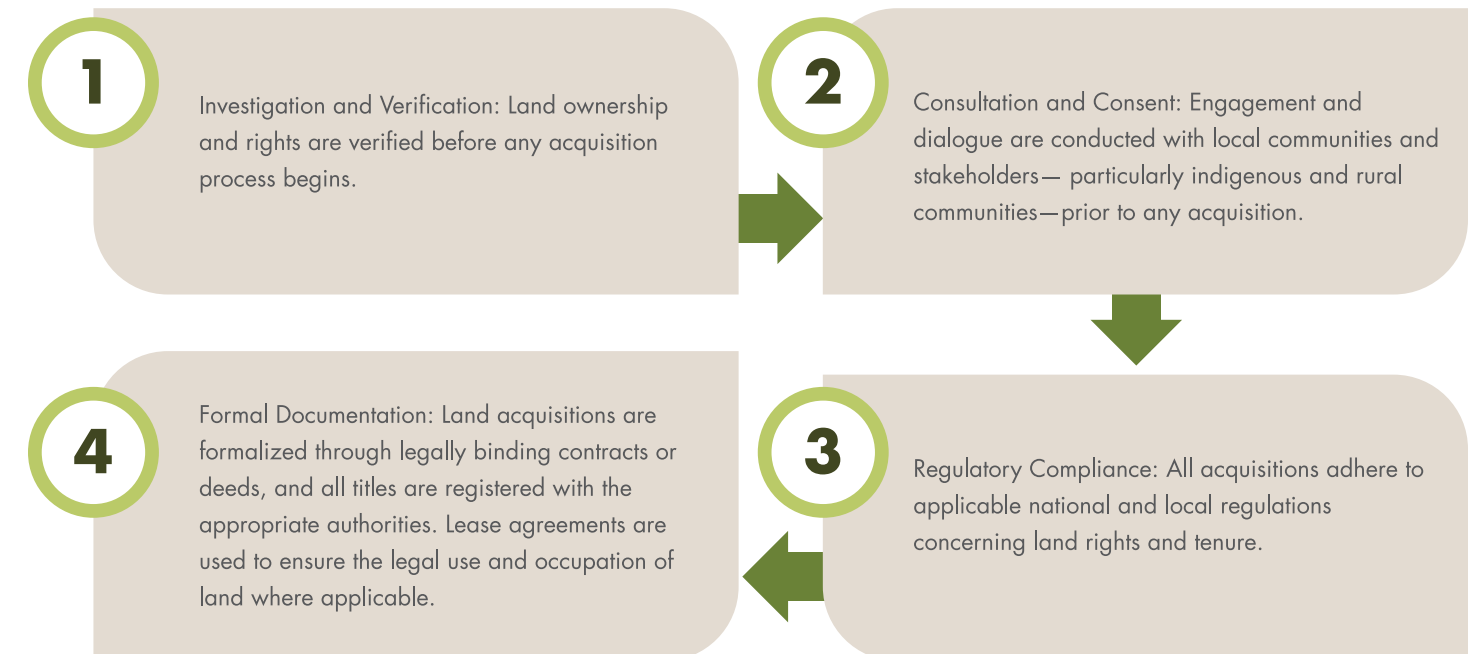 1
Investigation and Verification: Land ownership
and rights are verified before any acquisition
process begins.
2
Consultation and Consent: Engagement and
dialogue are conducted with local communities and
stakeholders— particularly indigenous and rural
communities—prior to any acquisition.
3
Regulatory Compliance: All acquisitions adhere to
applicable national and local regulations
concerning land rights and tenure.
4
Formal Documentation: Land acquisitions are
formalized through legally binding contracts or
deeds, and all titles are registered with the
appropriate authorities. Lease agreements are
used to ensure the legal use and occupation of
land where applicable.